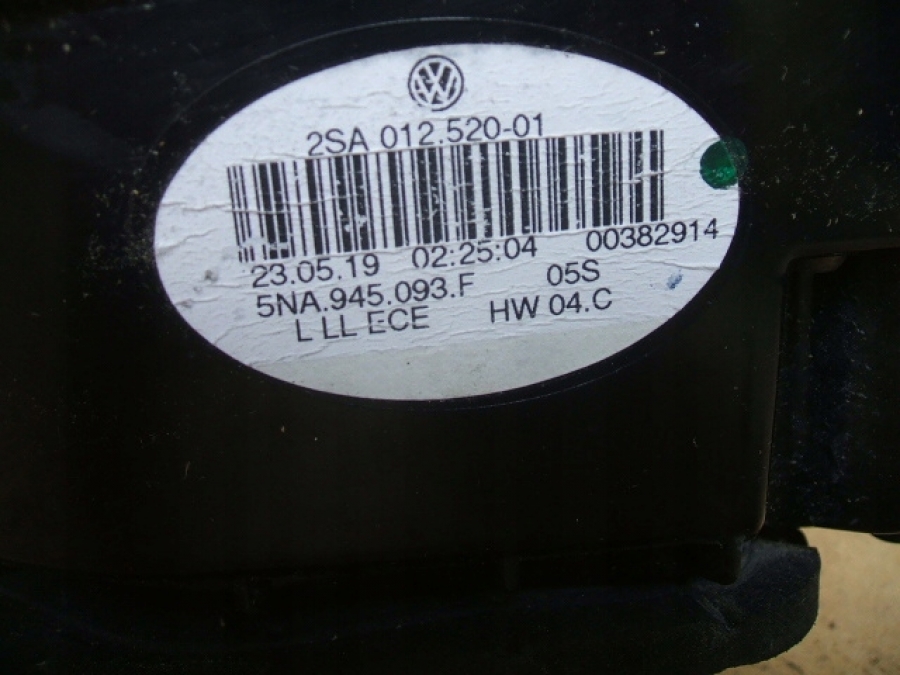 2SA 012.520-01
23.05.19 02:25:04 00382914
5NA.945.093.F 05S
L LL ECE HW 04.C